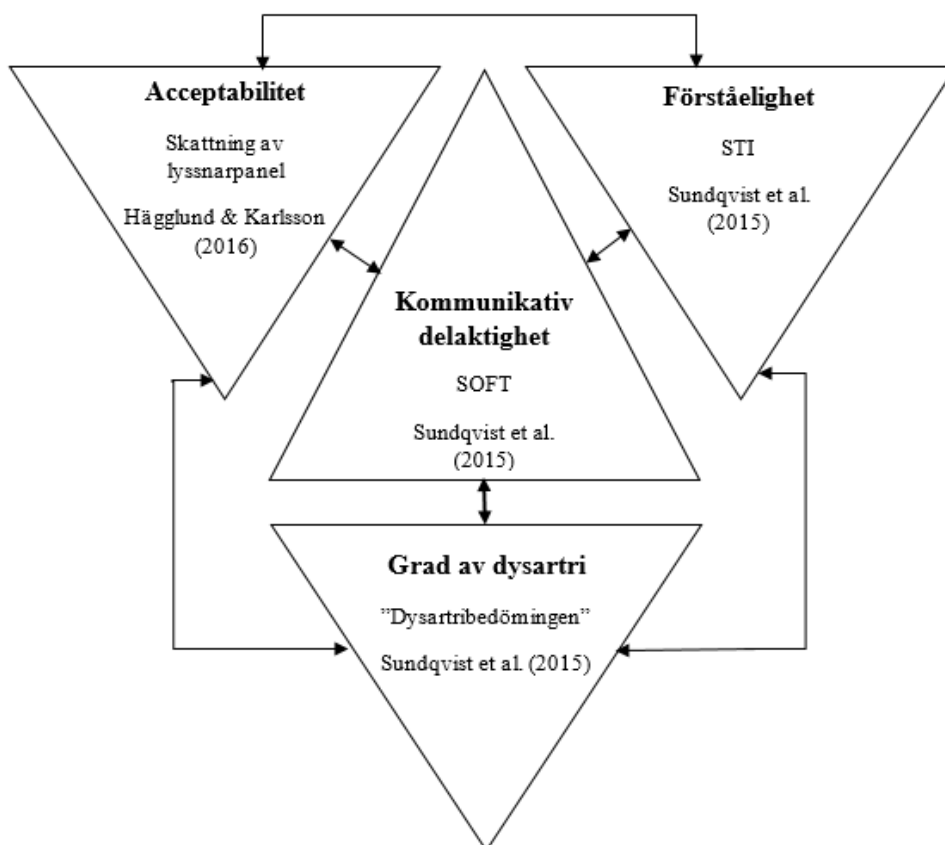 Acceptabilitet
Skattning av
lyssnarpanel
Hägglund & Karlsson
(2016)
Förståelighet
STI
Sundqvist et al.
(2015)
Kommunikativ
delaktighet
SOFT
Sundqvist et al.
(2015)
Grad av dysartri
”Dysartribedömingen”
Sundqvist et al. (2015)